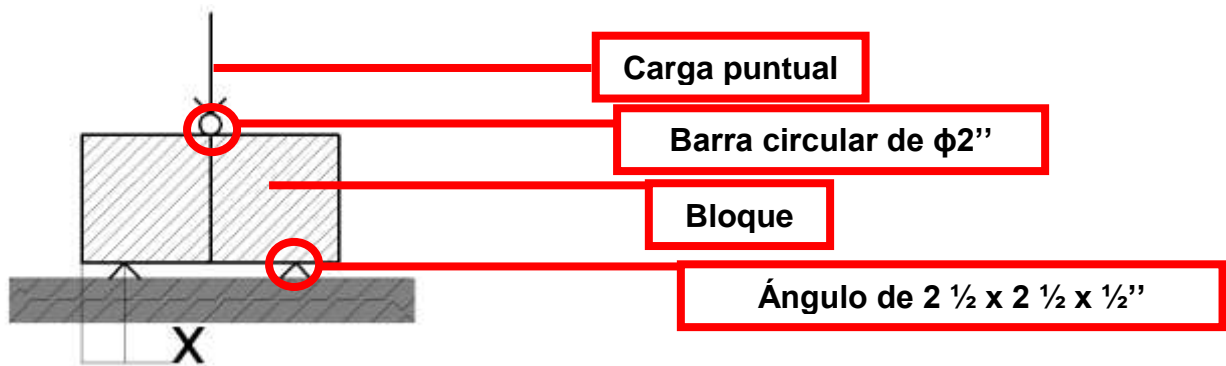 Carga puntual
Barra circular de ϕ2’’
Bloque
Ángulo de 2 ½ x 2 ½ x ½’’
X